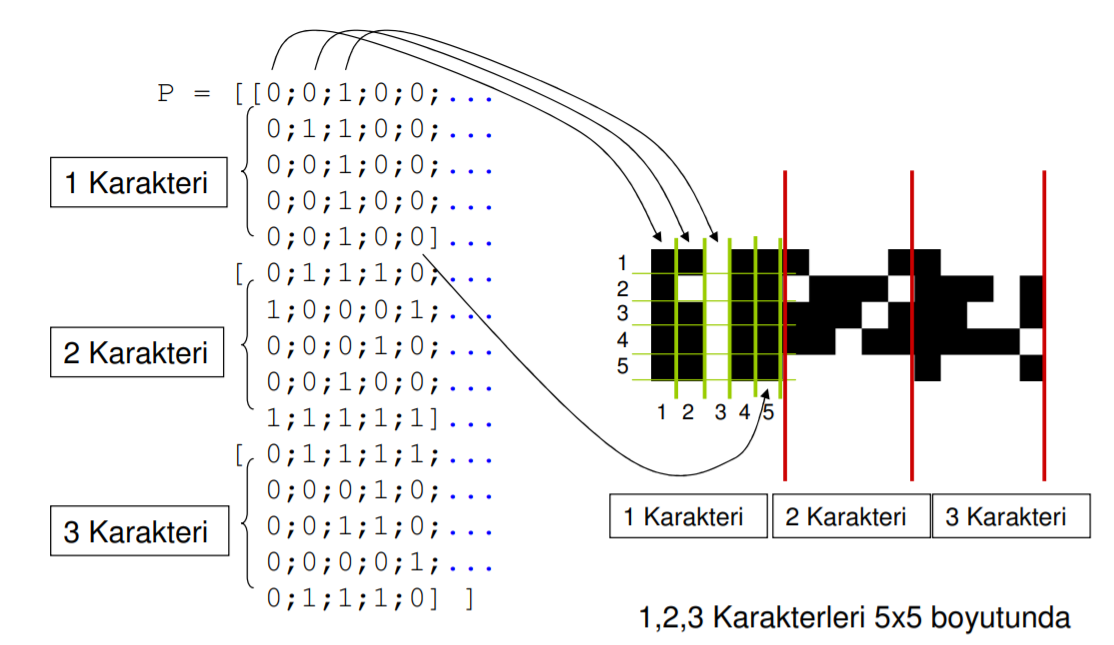 P = [[0;0;1;0;0;...
0;1;1;0;0;...
0;0;1;0;0;...
0;0;1;0;0;...
0;0;1;0;0]...
[ 0;1;1;1;0;...
1;0;0;0;1;...
0;0;0;1;0;...
0;0;1;0;0;...
1;1;1;1;1]...
[ 0;1;1;1;1;...
0;0;0;1;0;...
0;0;1;1;0;...
0;0;0;0;1;...
0;1;1;1;0] ]
1 Karakteri
2 Karakteri
3 Karakteri
1
2
3
4
5
1 2 3 4 5
1 Karakteri
2 Karakteri
3 Karakteri
1,2,3 Karakterleri 5x5 boyutunda